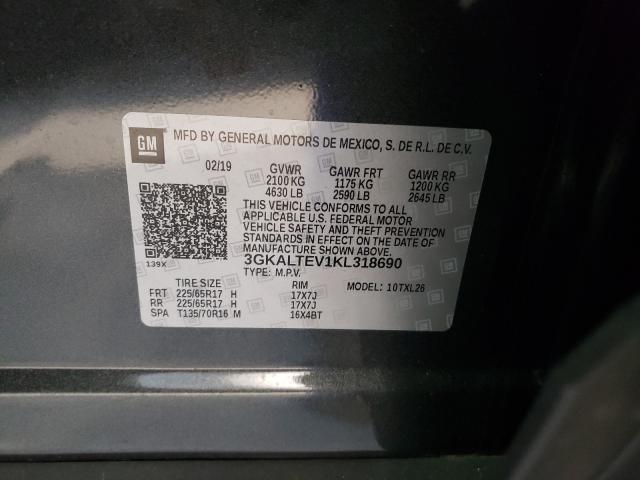 GM
MFD BY GENERAL MOTORS DE MEXICO, S. DE R.L. DE C.V.
02/19 GVWR GAWR FRT GAWR RR
2100 KG 1175 KG 1200 KG
4630 LB 2590 LB 2645 LB
THIS VEHICLE CONFORMS TO ALL
APPLICABLE U.S. FEDERAL MOTOR
VEHICLE SAFETY AND THEFT PREVENTION
STANDARDS IN EFFECT ON THE DATE OF
MANUFACTURE SHOWN ABOVE.
139X 3GKALTEV1KL318690
TYPE: M.P.V.
TIRE SIZE RIM MODEL: 10TXL26
FRT 225/65R17 H 17X7J
RR 225/65R17 H 17X7J
SPA T135/70R16 M 16X4BT